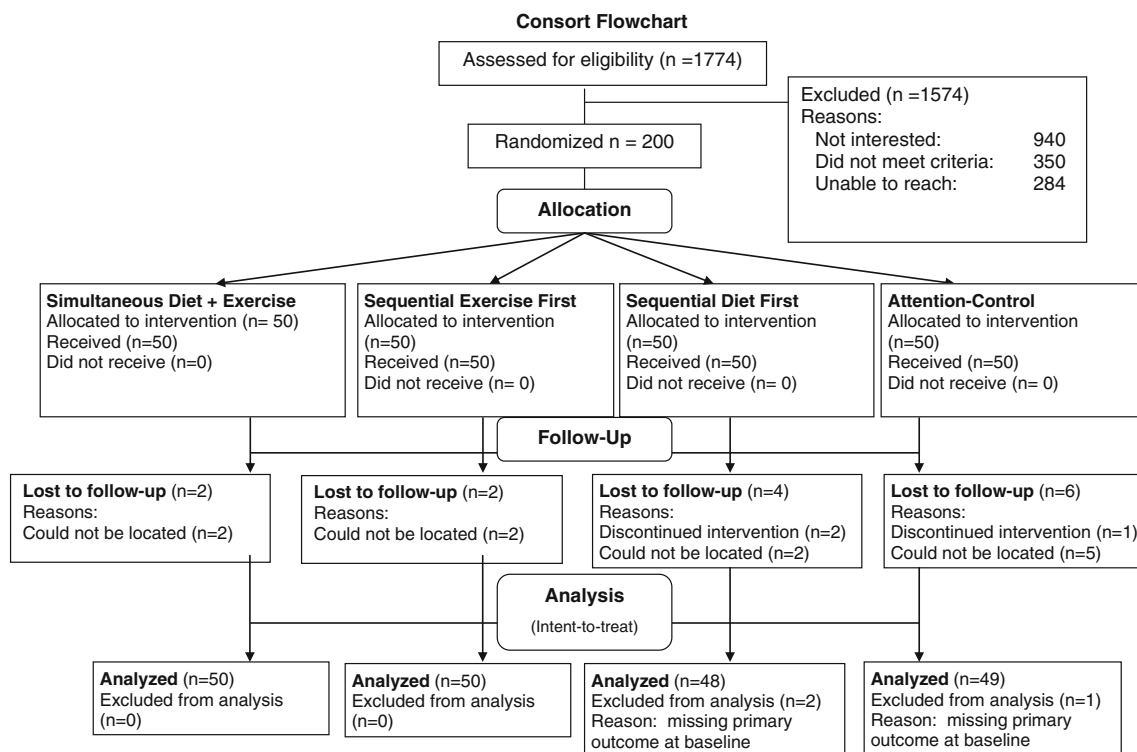 Consort Flowchart
Assessed for eligibility (n =1774)
Excluded (n =1574)
Reasons:
Not interested: 940
Did not meet criteria: 350
Unable to reach: 284
Randomized n = 200
Allocation
Simultaneous Diet + Exercise
Allocated to intervention (n= 50)
Received (n=50)
Did not receive (n=0)
Sequential Exercise First
Allocated to intervention
(n=50)
Received (n=50)
Did not receive (n= 0)
Sequential Diet First
Allocated to intervention
(n=50)
Received (n=50)
Did not receive (n= 0)
Attention-Control
Allocated to intervention
(n=50)
Received (n=50)
Did not receive (n= 0)
Follow-Up
Lost to follow-up (n=2)
Reasons:
Could not be located (n=2)
Lost to follow-up (n=2)
Reasons:
Could not be located (n=2)
Lost to follow-up (n=4)
Reasons:
Discontinued intervention (n=2)
Could not be located (n=2)
Lost to follow-up (n=6)
Reasons:
Discontinued intervention (n=1)
Could not be located (n=5)
Analysis
(Intent-to-treat)
Analyzed (n=50)
Excluded from analysis
(n=0)
Analyzed (n=50)
Excluded from analysis
(n=0)
Analyzed (n=48)
Excluded from analysis (n=2)
Reason: missing primary
outcome at baseline
Analyzed (n=49)
Excluded from analysis (n=1)
Reason: missing primary
outcome at baseline